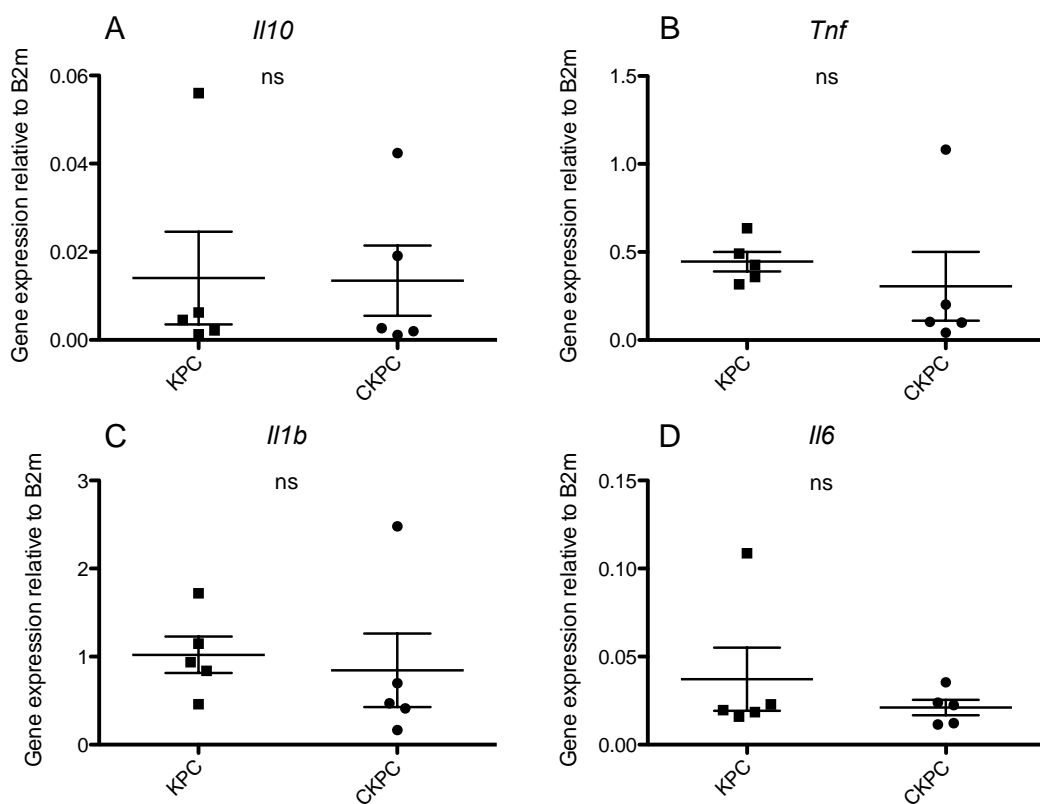 A
Il10
Gene expression relative to B2m
ns
0.06
0.04
0.02
0.00
KPC
CKPC
B
Tnf
Gene expression relative to B2m
ns
1.5
1.0
0.5
0.0
KPC
CKPC
C
Il1b
Gene expression relative to B2m
ns
3
2
1
0
KPC
CKPC
D
Il6
Gene expression relative to B2m
ns
0.15
0.10
0.05
0.00
KPC
CKPC